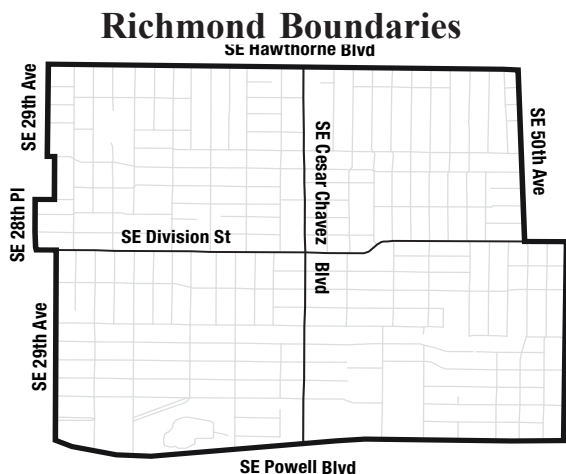 Richmond Boundaries
SE Hawthorne Blvd
SE 29th Ave
SE Cesar Chavez
SE 50th Ave
SE 28th Pl
SE Division St
Blvd
SE 29th Ave
SE Powell Blvd